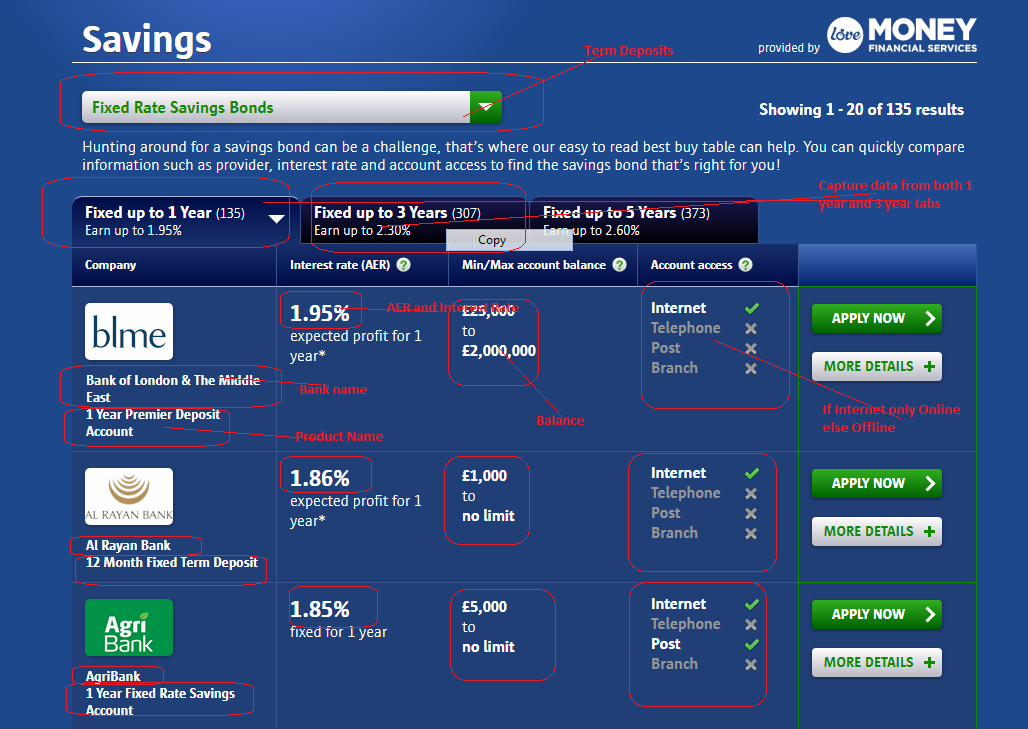 Savings
provided by love MONEY
FINANCIAL SERVICES
Term Deposits
Fixed Rate Savings Bonds
Showing 1 - 20 of 135 results
Hunting around for a savings bond can be a challenge, that's where our easy to read best buy table can help. You can quickly compare
information such as provider, interest rate and account access to find the savings bond that's right for you!
Capture data from both 1
year and 3 year tabs
Fixed up to 1 Year (135)
Earn up to 1.95%
Fixed up to 3 Years (307)
Earn up to 2.30%
Fixed up to 5 Years (373)
Earn up to 2.60%
Copy
Company
Interest rate (AER) ?
Min/Max account balance ?
Account access ?
blme
Bank of London & The Middle
East
1 Year Premier Deposit
Account
Bank name
Product Name
1.95%
expected profit for 1
year*
AER and Interest Rate
£25,000
to
£2,000,000
Balance
Internet
Telephone
Post
Branch
If Internet only Online
else Offline
APPLY NOW
MORE DETAILS +
AL RAYAN BANK
Al Rayan Bank
12 Month Fixed Term Deposit
1.86%
expected profit for 1
year*
£1,000
to
no limit
Internet
Telephone
Post
Branch
APPLY NOW
MORE DETAILS +
Agri
Bank
AgriBank
1 Year Fixed Rate Savings
Account
1.85%
fixed for 1 year
£5,000
to
no limit
Internet
Telephone
Post
Branch
APPLY NOW
MORE DETAILS +